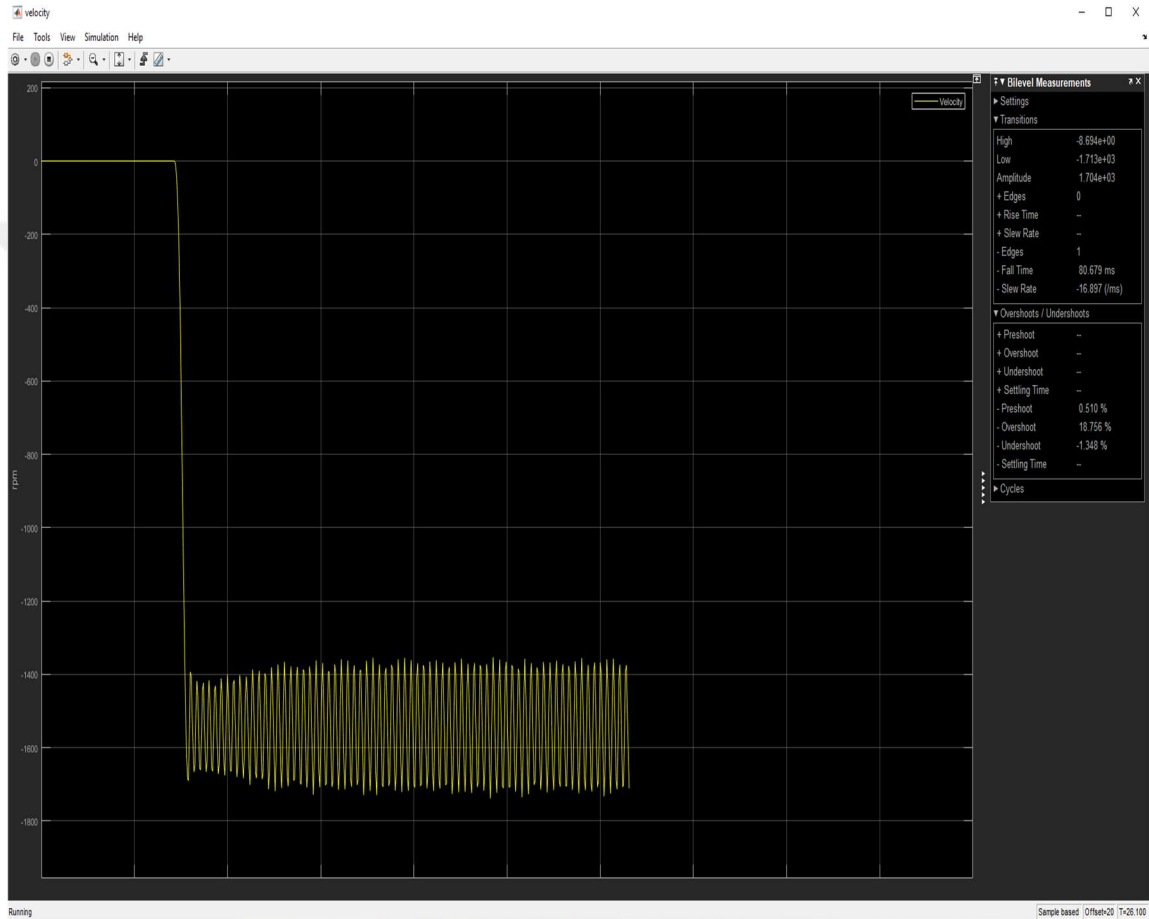 velocity
File Tools View Simulation Help
Velocity
200
0
-200
-400
-600
-800
-1000
-1200
-1400
-1600
-1800
rpm
Bilevel Measurements
Settings
Transitions
High -8.694e+00
Low -1.713e+03
Amplitude 1.704e+03
+ Edges 0
+ Rise Time --
+ Slew Rate --
- Edges 1
- Fall Time 80.679 ms
- Slew Rate -16.897 (/ms)
Overshoots / Undershoots
+ Preshoot --
+ Overshoot --
+ Undershoot --
+ Settling Time --
- Preshoot 0.510 %
- Overshoot 18.756 %
- Undershoot -1.348 %
- Settling Time --
Cycles
Running
Sample based Offset=20 T=26.100